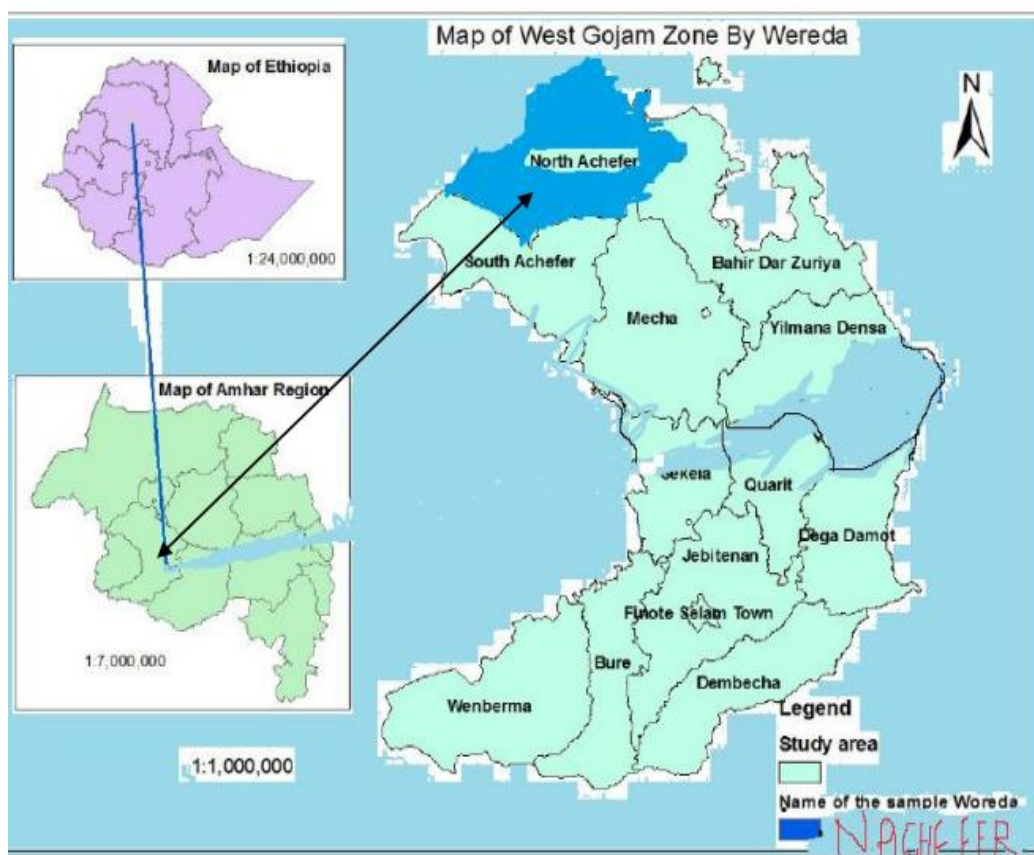 Map of West Gojam Zone By Wereda
Map of Ethiopia
N
North Achefer
1:24,000,000
South Achefer
Bahir Dar Zuriya
Mecha
Yilmana Densa
Map of Amhar Region
Sekela
Quarit
Dega Damot
Jebitenan
Finote Selam Town
1:7,000,000
Bure
Dembecha
Wenberma
Legend
Study area
1:1,000,000
Name of the sample Woreda
N.ACHEFER